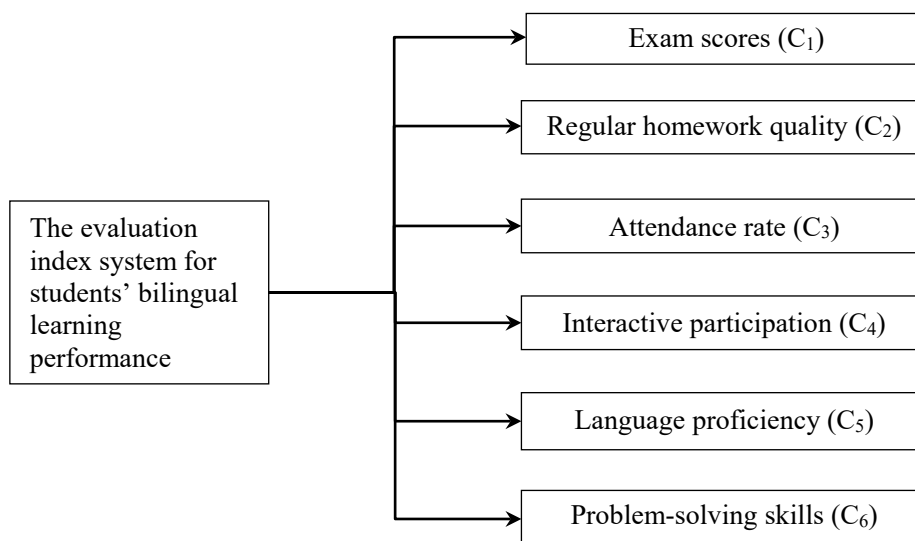 The evaluation
index system for
students’ bilingual
learning
performance
Exam scores (C₁)
Regular homework quality (C₂)
Attendance rate (C₃)
Interactive participation (C₄)
Language proficiency (C₅)
Problem-solving skills (C₆)